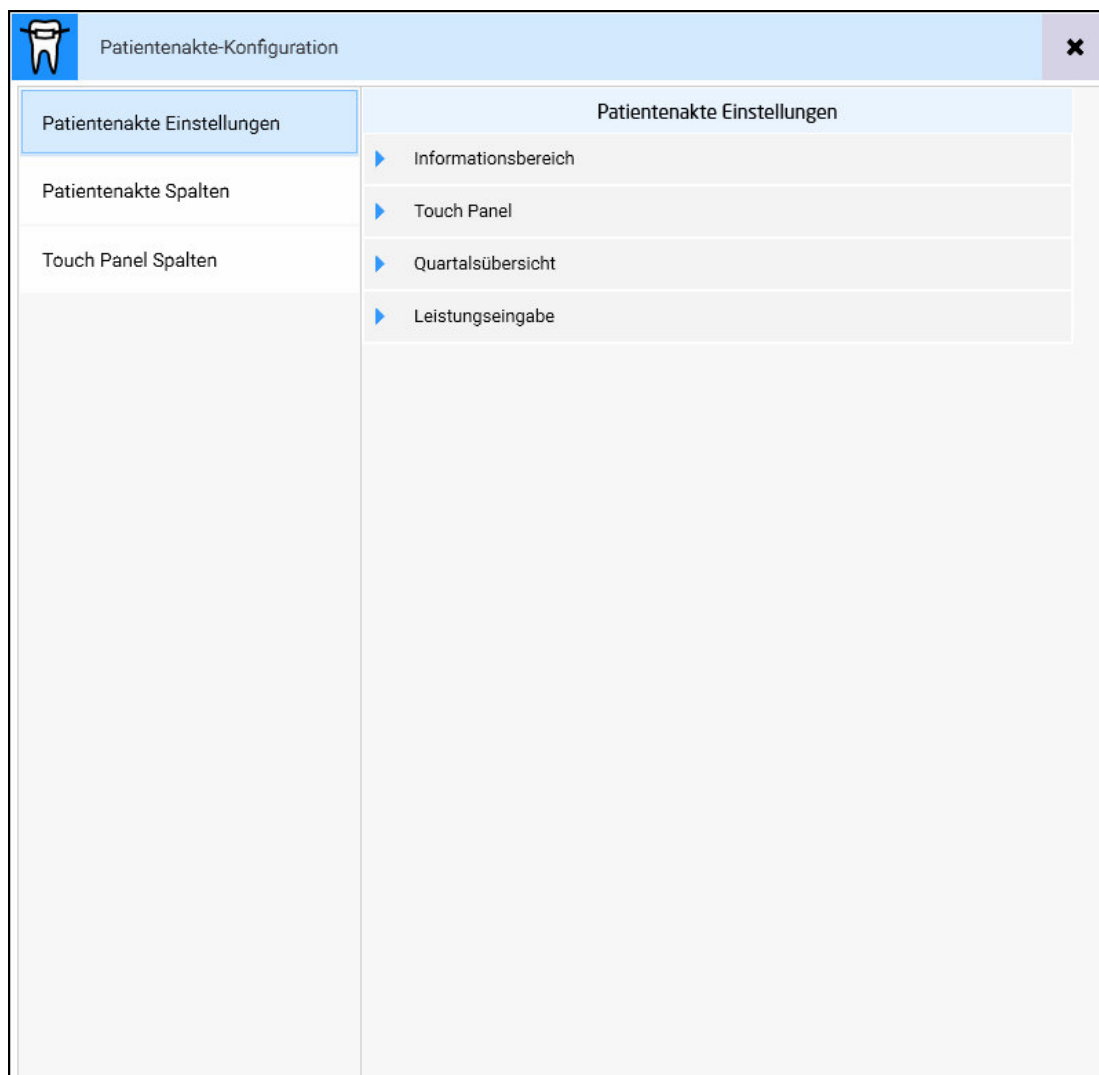 Patientenakte-Konfiguration
Patientenakte Einstellungen
Patientenakte Spalten
Touch Panel Spalten
Patientenakte Einstellungen
Informationsbereich
Touch Panel
Quartalsübersicht
Leistungseingabe